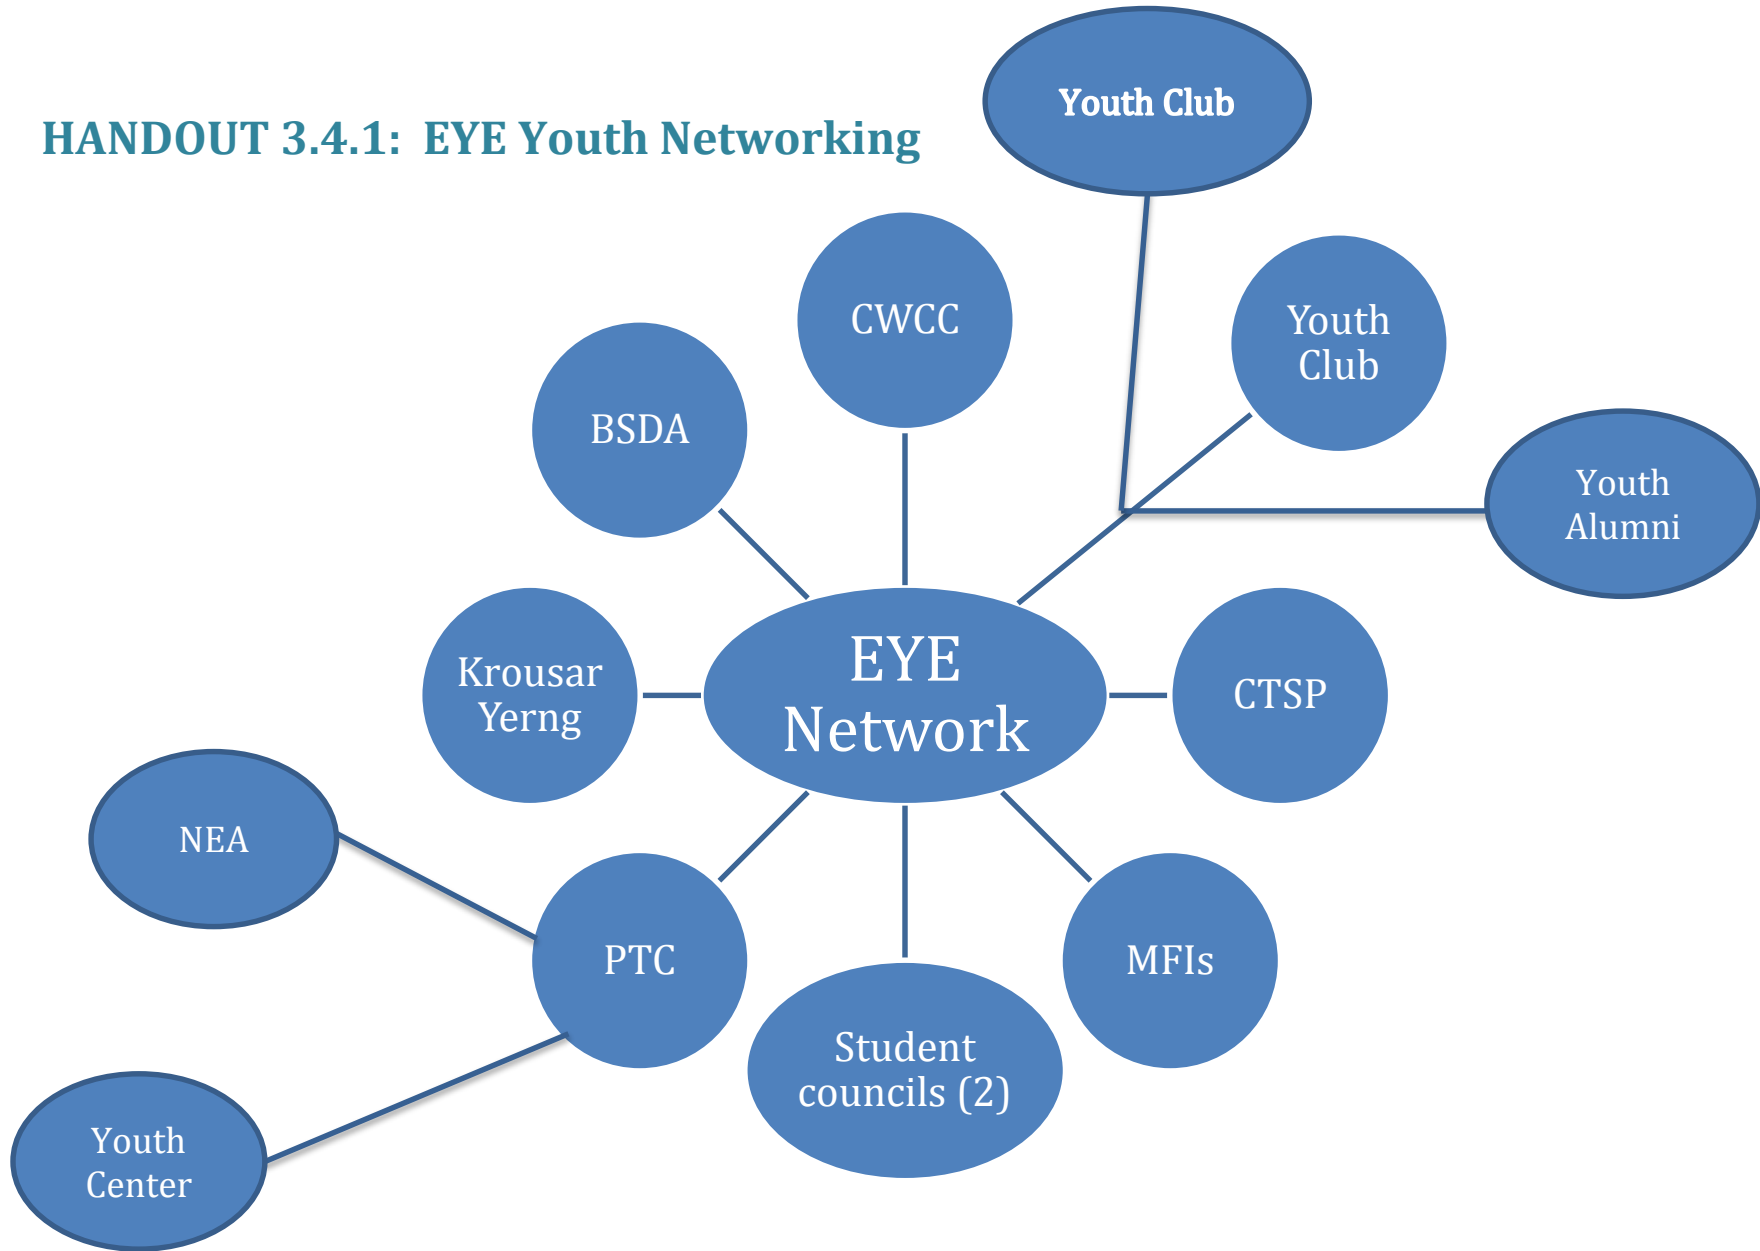 Youth Club
HANDOUT 3.4.1: EYE Youth Networking
CWCC
Youth
Club
BSDA
Youth
Alumni
EYE
Network
Krousar
Yerng
CTSP
NEA
PTC
MFIs
Student
councils (2)
Youth
Center